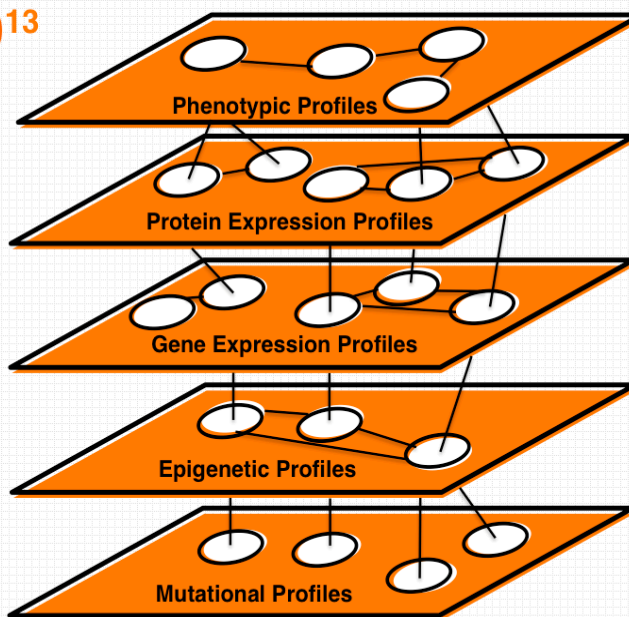 )13
Phenotypic Profiles
Protein Expression Profiles
Gene Expression Profiles
Epigenetic Profiles
Mutational Profiles